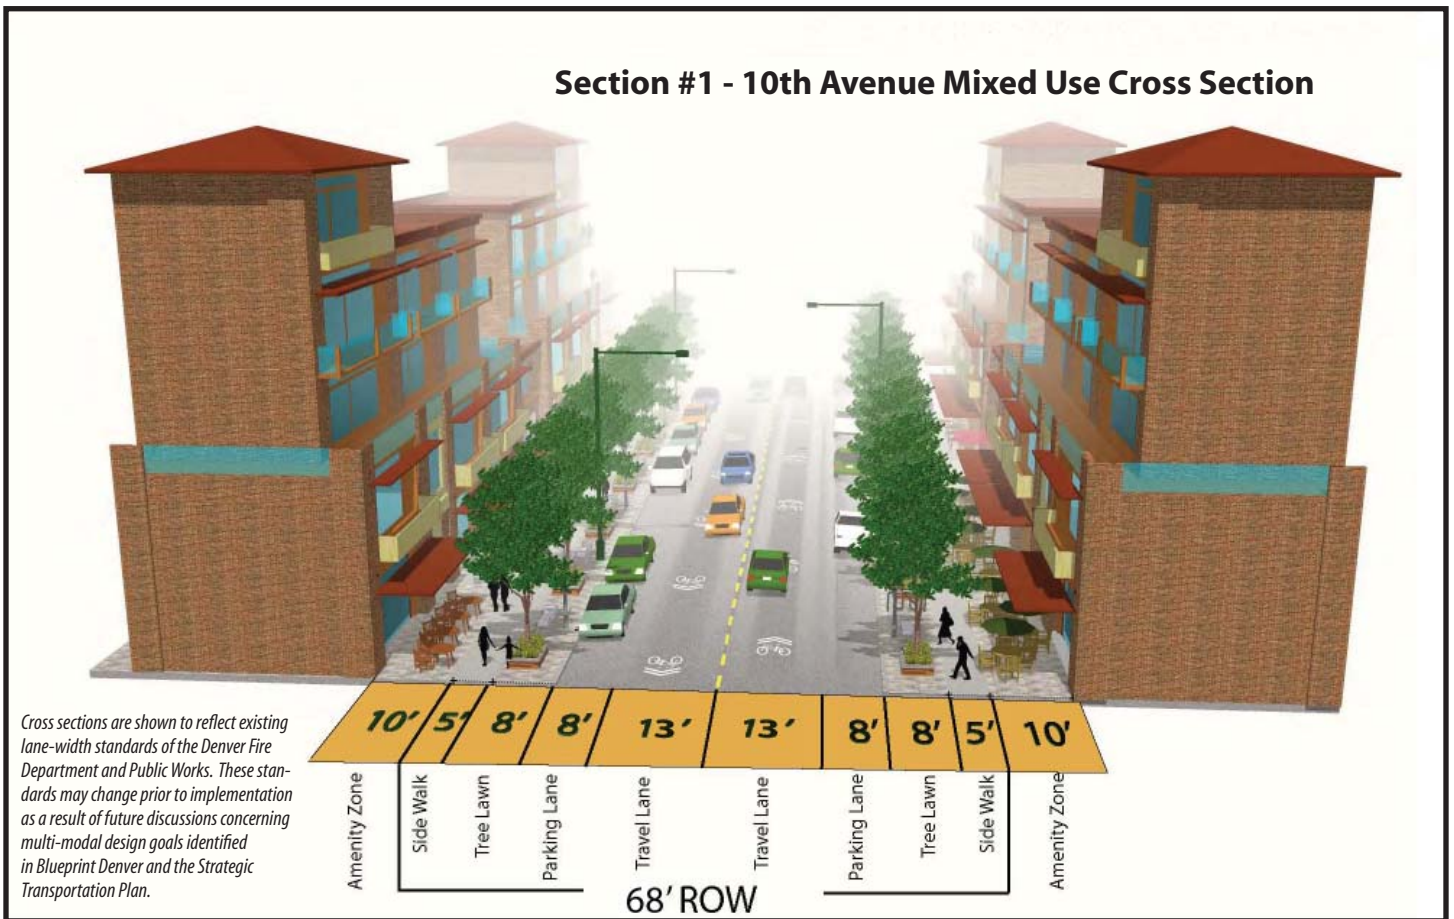 Section #1 - 10th Avenue Mixed Use Cross Section
Cross sections are shown to reflect existing
lane-width standards of the Denver Fire
Department and Public Works. These stan-
dards may change prior to implementation
as a result of future discussions concerning
multi-modal design goals identified
in Blueprint Denver and the Strategic
Transportation Plan.
10' 5' 8' 8' 13' 13' 8' 8' 5' 10'
Amenity Zone
Side Walk
Tree Lawn
Parking Lane
Travel Lane
Travel Lane
Parking Lane
Tree Lawn
Side Walk
Amenity Zone
68' ROW